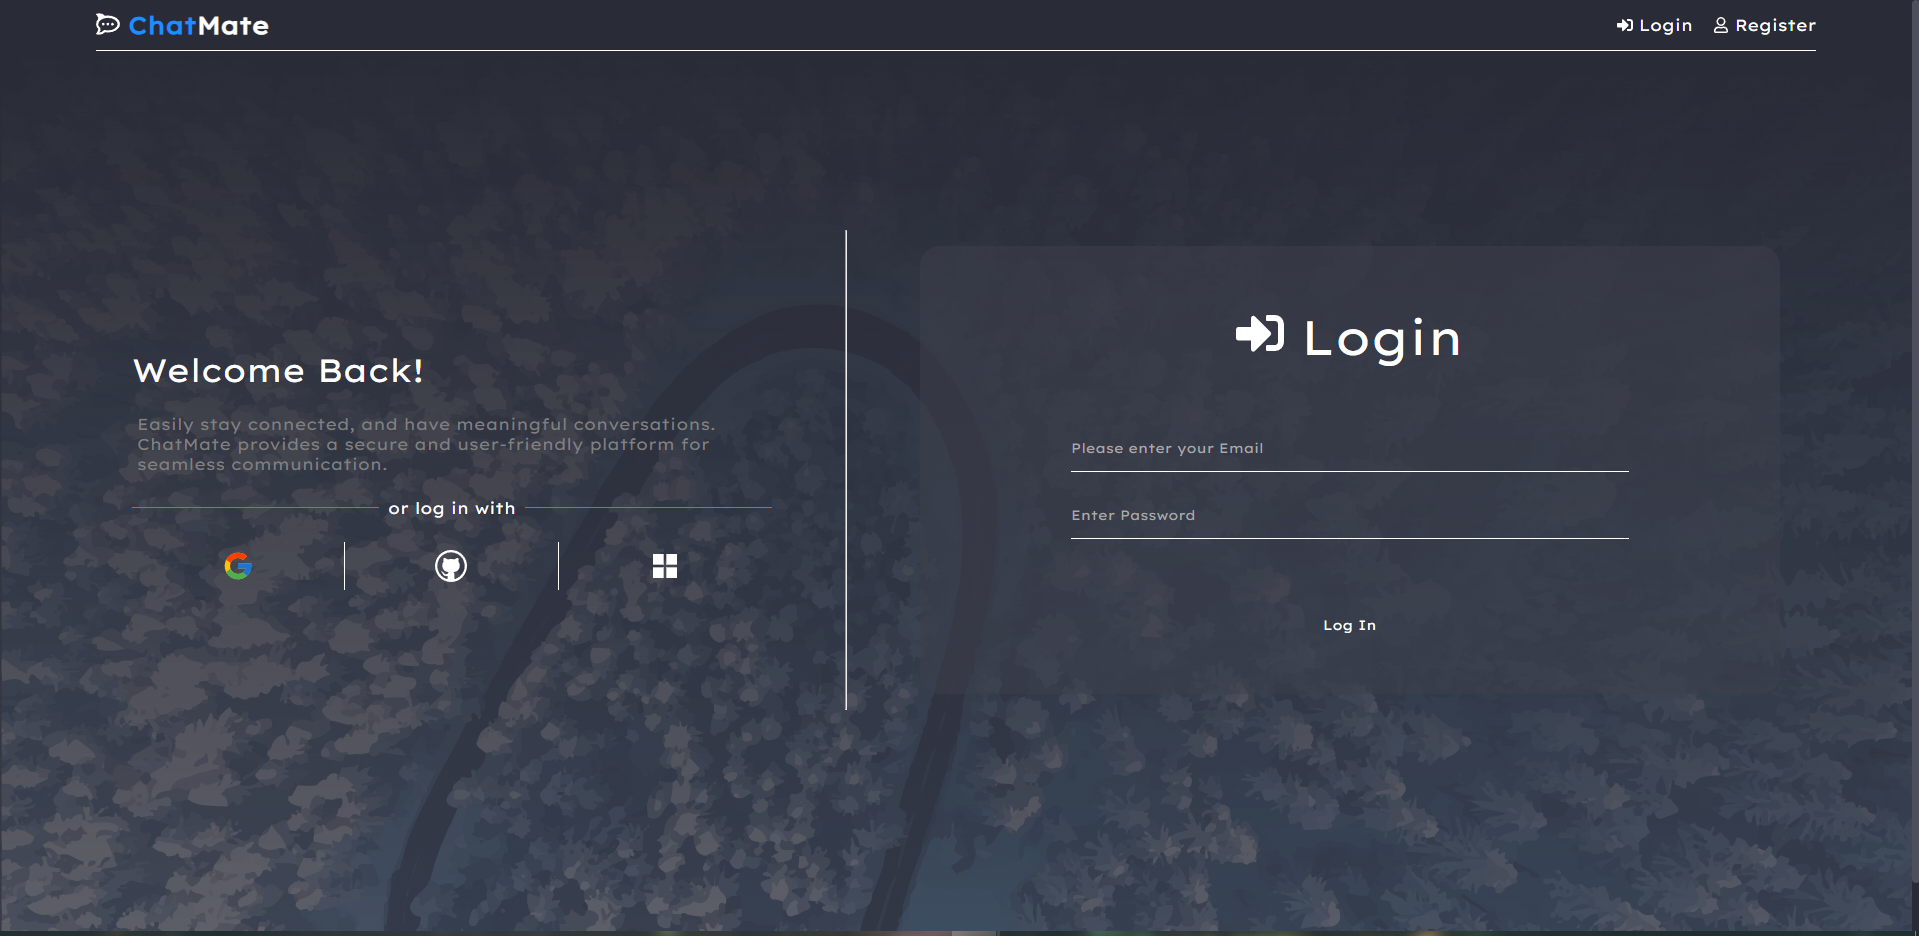 ChatMate
Login
Register
Welcome Back!
Easily stay connected, and have meaningful conversations.
ChatMate provides a secure and user-friendly platform for
seamless communication.
or log in with
Login
Please enter your Email
Enter Password
Log In